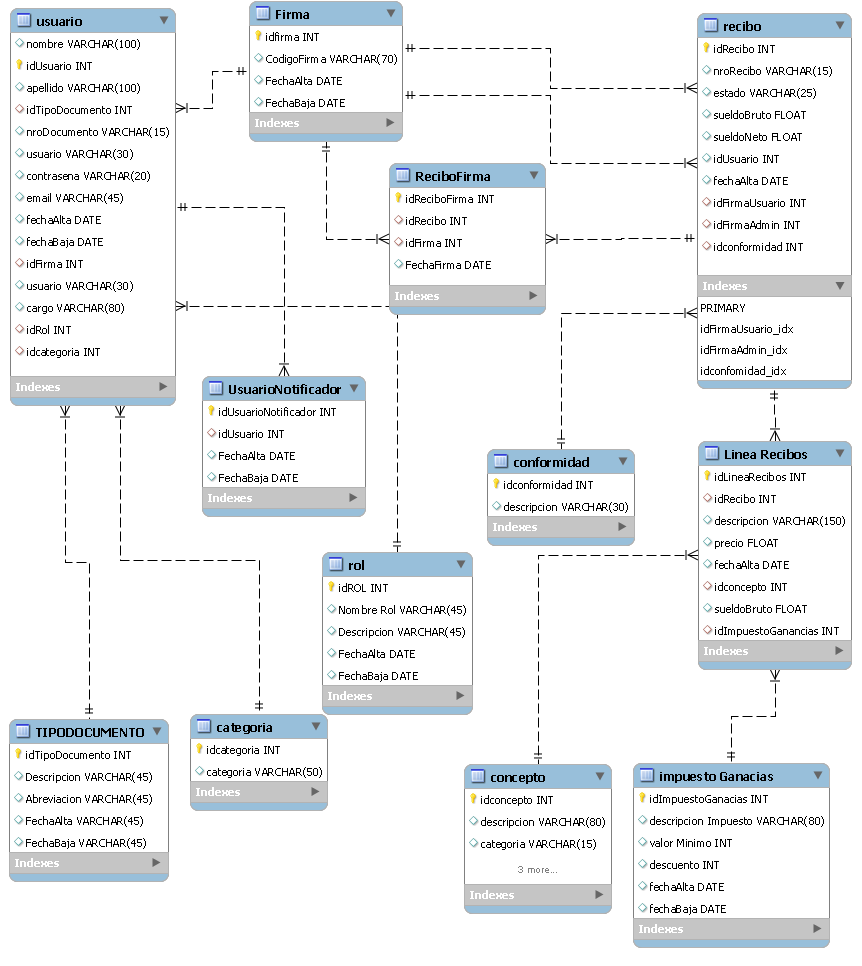 usuario
nombre VARCHAR(100)
idUsuario INT
apellido VARCHAR(100)
idTipoDocumento INT
nroDocumento VARCHAR(15)
usuario VARCHAR(30)
contrasena VARCHAR(20)
email VARCHAR(45)
fechaAlta DATE
fechaBaja DATE
idFirma INT
usuario VARCHAR(30)
cargo VARCHAR(80)
idRol INT
idcategoria INT
Indexes
Firma
idfirma INT
CodigoFirma VARCHAR(70)
FechaAlta DATE
FechaBaja DATE
Indexes
recibo
idRecibo INT
nroRecibo VARCHAR(15)
estado VARCHAR(25)
sueldoBruto FLOAT
sueldoNeto FLOAT
idUsuario INT
fechaAlta DATE
idFirmaUsuario INT
idFirmaAdmin INT
idconformidad INT
Indexes
PRIMARY
idFirmaUsuario_idx
idFirmaAdmin_idx
idconfomidad_idx
ReciboFirma
idReciboFirma INT
idRecibo INT
idFirma INT
FechaFirma DATE
Indexes
UsuarioNotificador
idUsuarioNotificador INT
idUsuario INT
FechaAlta DATE
FechaBaja DATE
Indexes
conformidad
idconformidad INT
descripcion VARCHAR(30)
Indexes
Linea Recibos
idLineaRecibos INT
idRecibo INT
descripcion VARCHAR(150)
precio FLOAT
fechaAlta DATE
idconcepto INT
sueldoBruto FLOAT
idImpuestoGanancias INT
Indexes
rol
idROL INT
Nombre Rol VARCHAR(45)
Descripcion VARCHAR(45)
FechaAlta DATE
FechaBaja DATE
Indexes
TIPODOCUMENTO
idTipoDocumento INT
Descripcion VARCHAR(45)
Abreviacion VARCHAR(45)
FechaAlta VARCHAR(45)
FechaBaja VARCHAR(45)
Indexes
categoria
idcategoria INT
categoria VARCHAR(50)
Indexes
concepto
idconcepto INT
descripcion VARCHAR(80)
categoria VARCHAR(15)
3 more...
Indexes
impuesto Ganacias
idImpuestoGanacias INT
descripcion Impuesto VARCHAR(80)
valor Minimo INT
descuento INT
fechaAlta DATE
fechaBaja DATE
Indexes